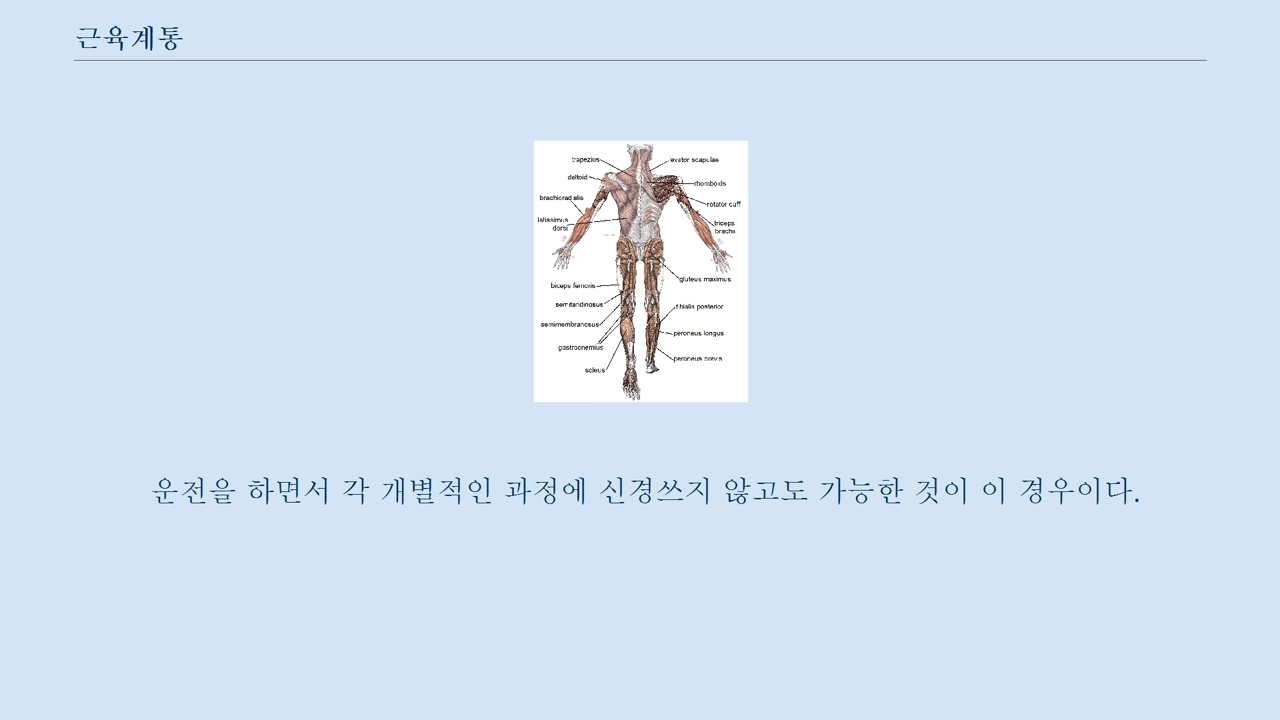 근육계통
trapezius
levator scapulae
deltoid
rhomboids
brachioradialis
rotator cuff
latissimus
dorsi
triceps
brachii
gluteus maximus
biceps femoris
semitendinosus
tibialis posterior
semimembranosus
peroneus longus
gastrocnemius
peroneus brevis
soleus
운전을 하면서 각 개별적인 과정에 신경쓰지 않고도 가능한 것이 이 경우이다.